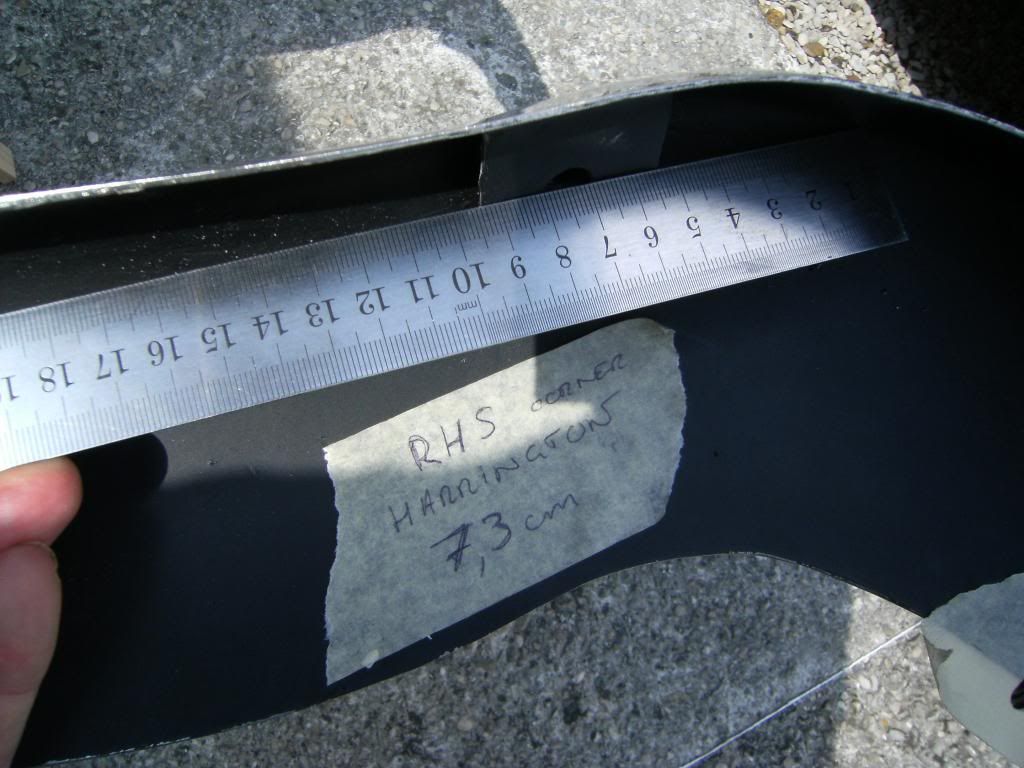 1 2 3 4 5 6 7 8 9 10 11 12 13 14 15 16 17 18
mm
RHS CORNER
HARRINGTON
7,3 cm